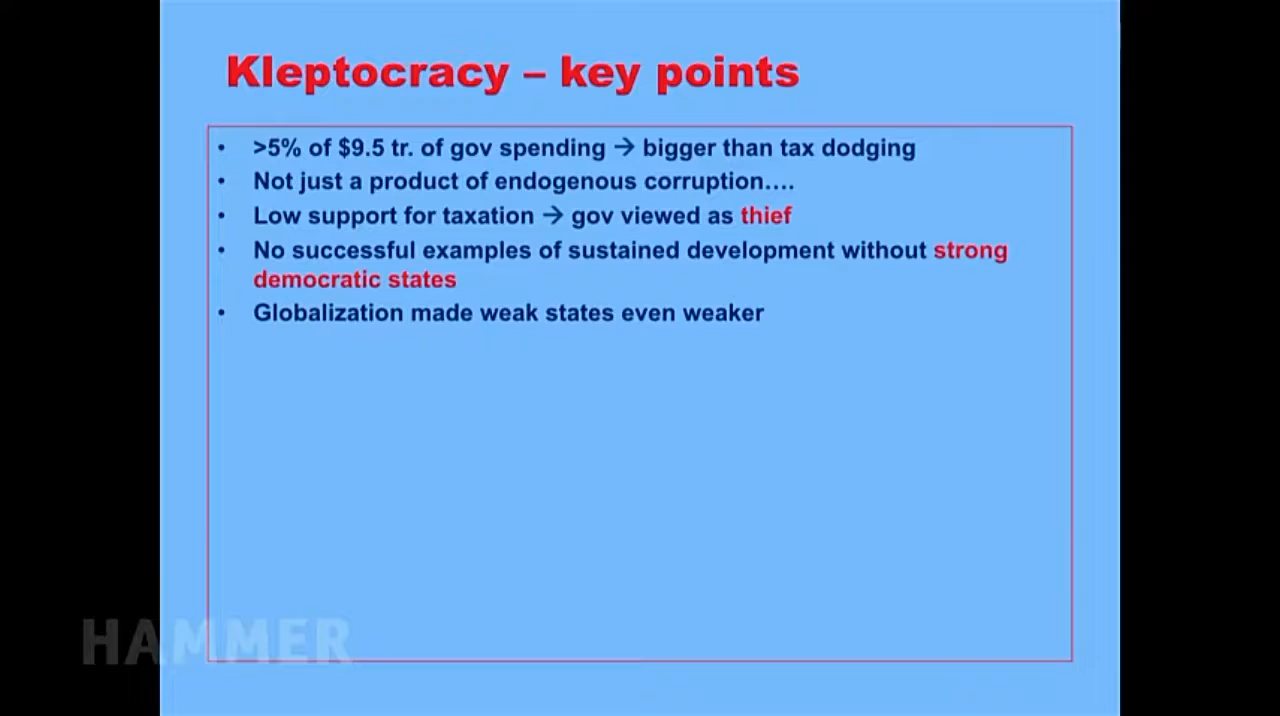 Kleptocracy – key points
• >5% of $9.5 tr. of gov spending → bigger than tax dodging
• Not just a product of endogenous corruption….
• Low support for taxation → gov viewed as thief
• No successful examples of sustained development without strong
democratic states
• Globalization made weak states even weaker
HAMMER